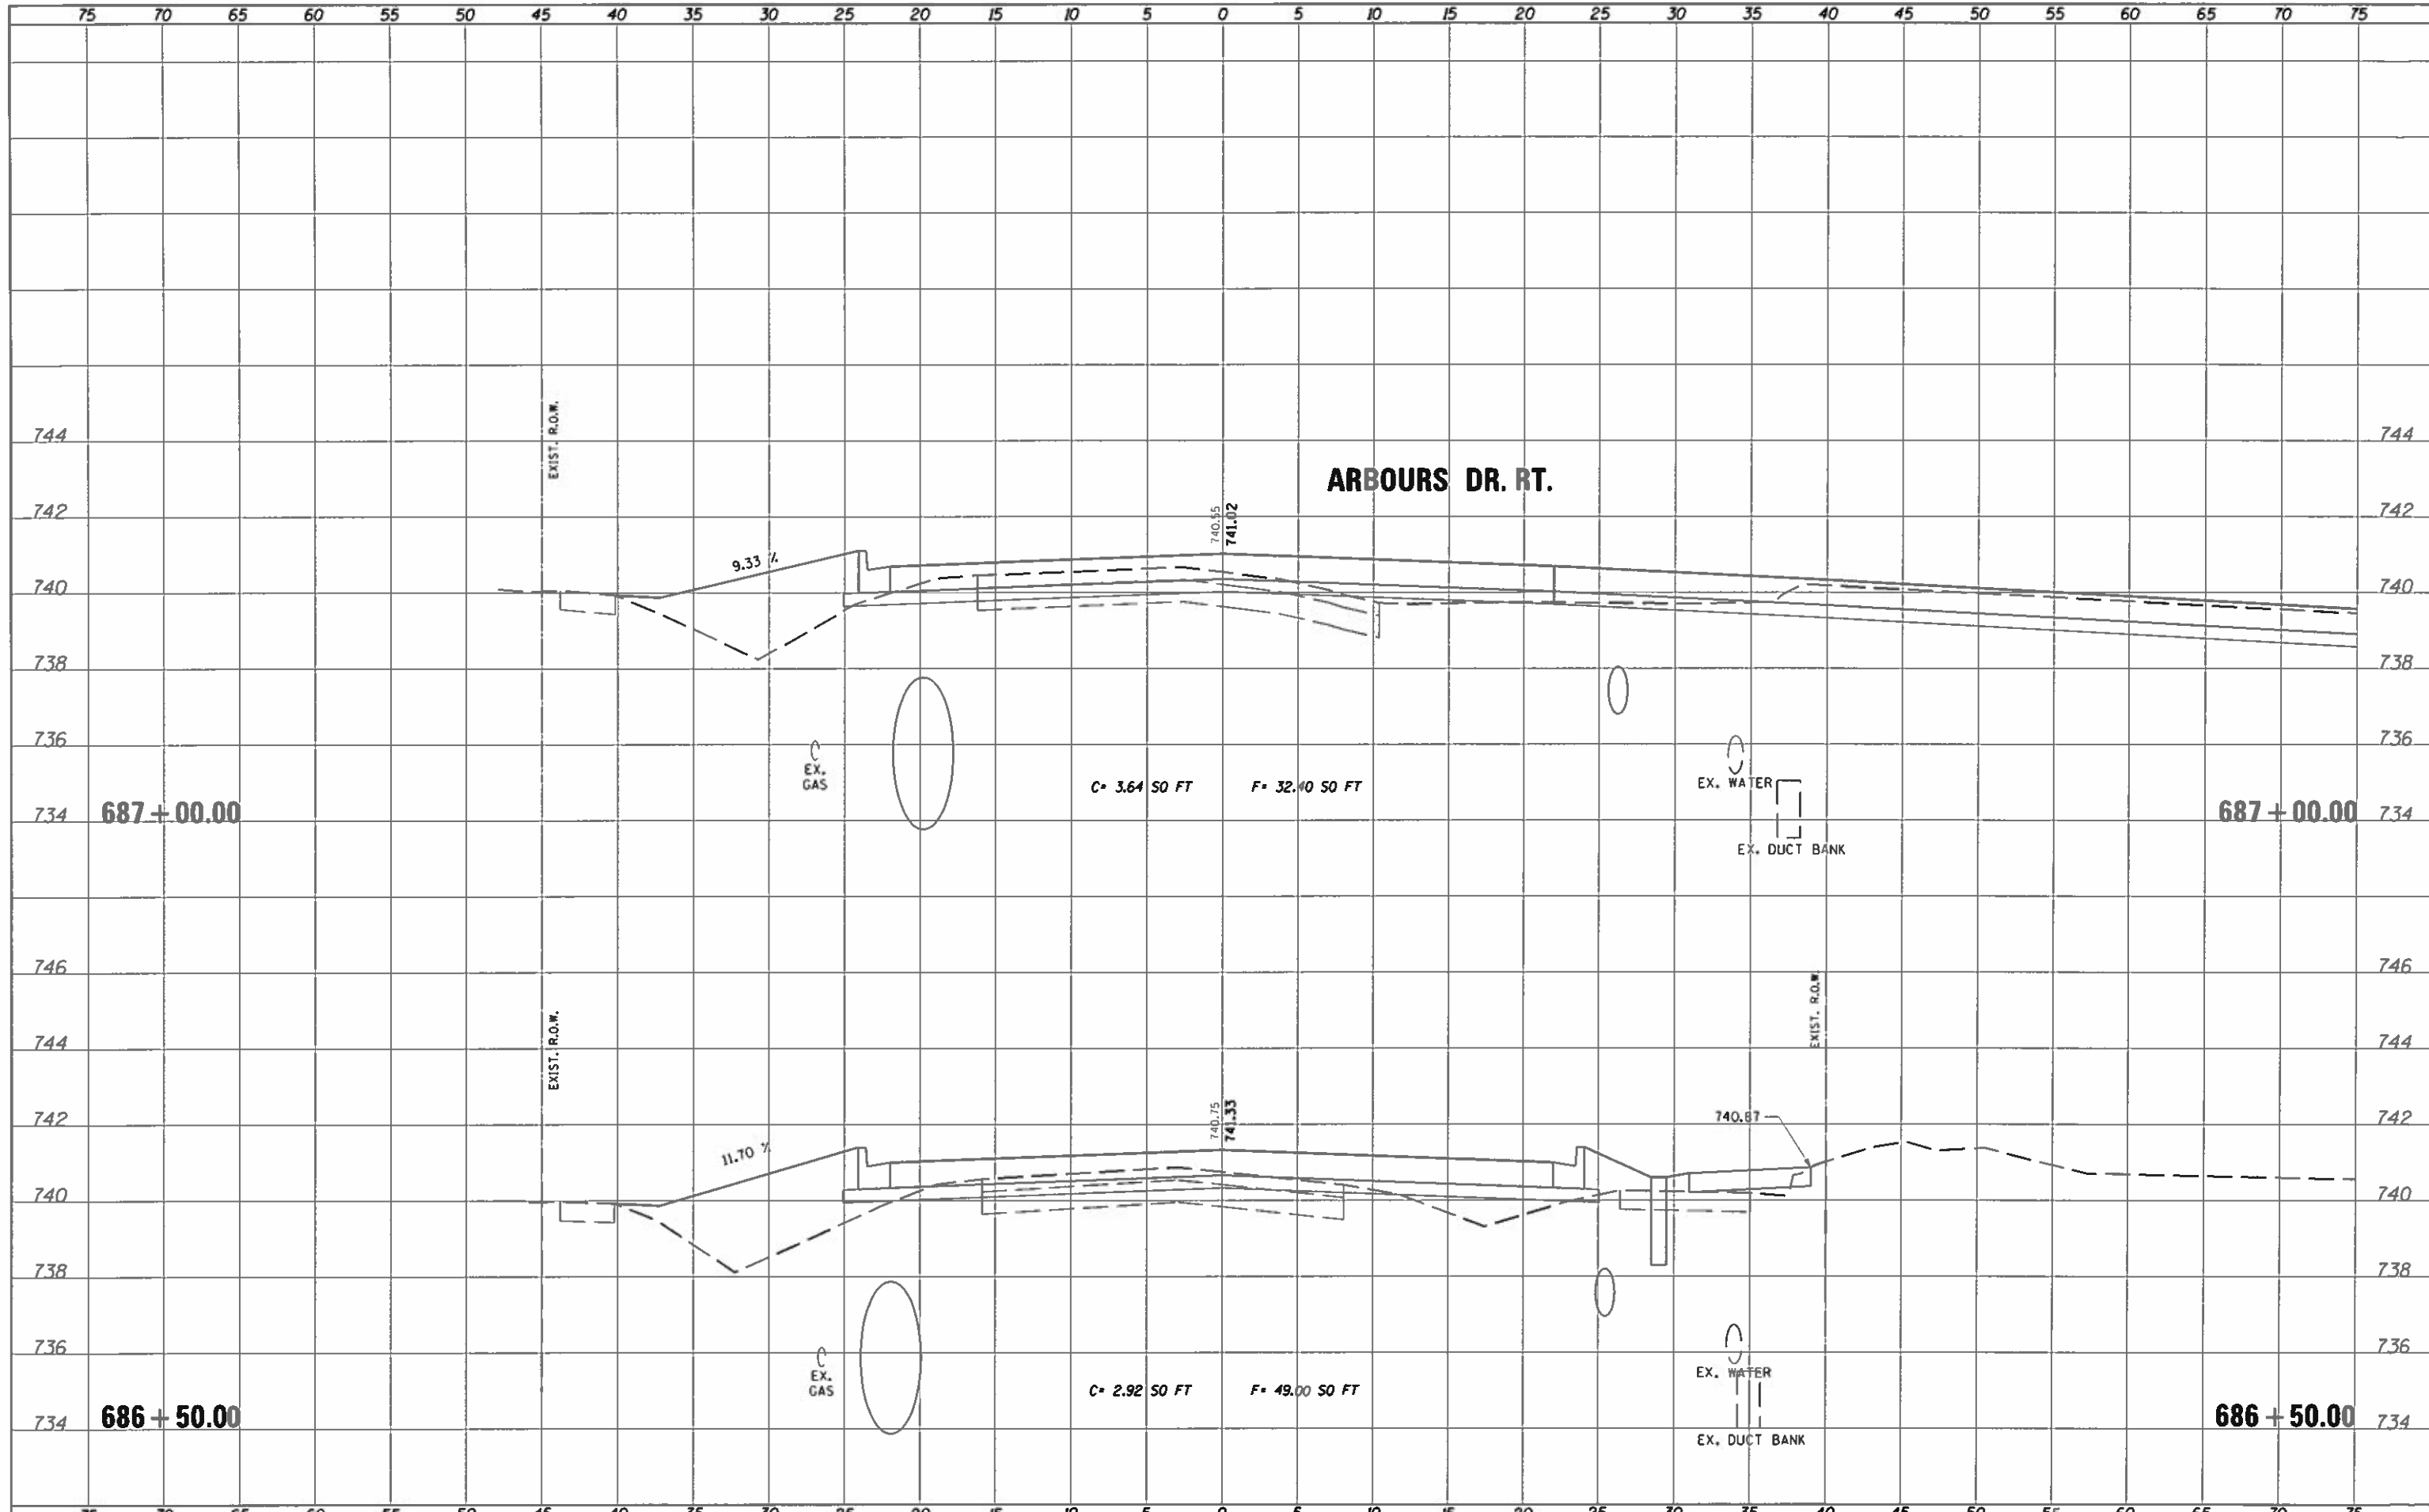 75 70 65 60 55 50 45 40 35 30 25 20 15 10 5 0 5 10 15 20 25 30 35 40 45 50 55 60 65 70 75
EXIST. R.O.W.
744 744
ARBOURS DR. RT.
742 742
740.55
741.02
9.33 %
740 740
738 738
736 736
EX.
GAS
C= 3.64 SQ FT F= 32.40 SQ FT
EX. WATER
687 + 00.00 687 + 00.00
734 734
EX. DUCT BANK
746 746
EXIST. R.O.W.
EXIST. R.O.W.
744 744
742 742
740.75
741.33
740.87
11.70 %
740 740
738 738
736 736
EX.
GAS
EX. WATER
C= 2.92 SQ FT F= 49.00 SQ FT
686 + 50.00 686 + 50.00
734 734
EX. DUCT BANK